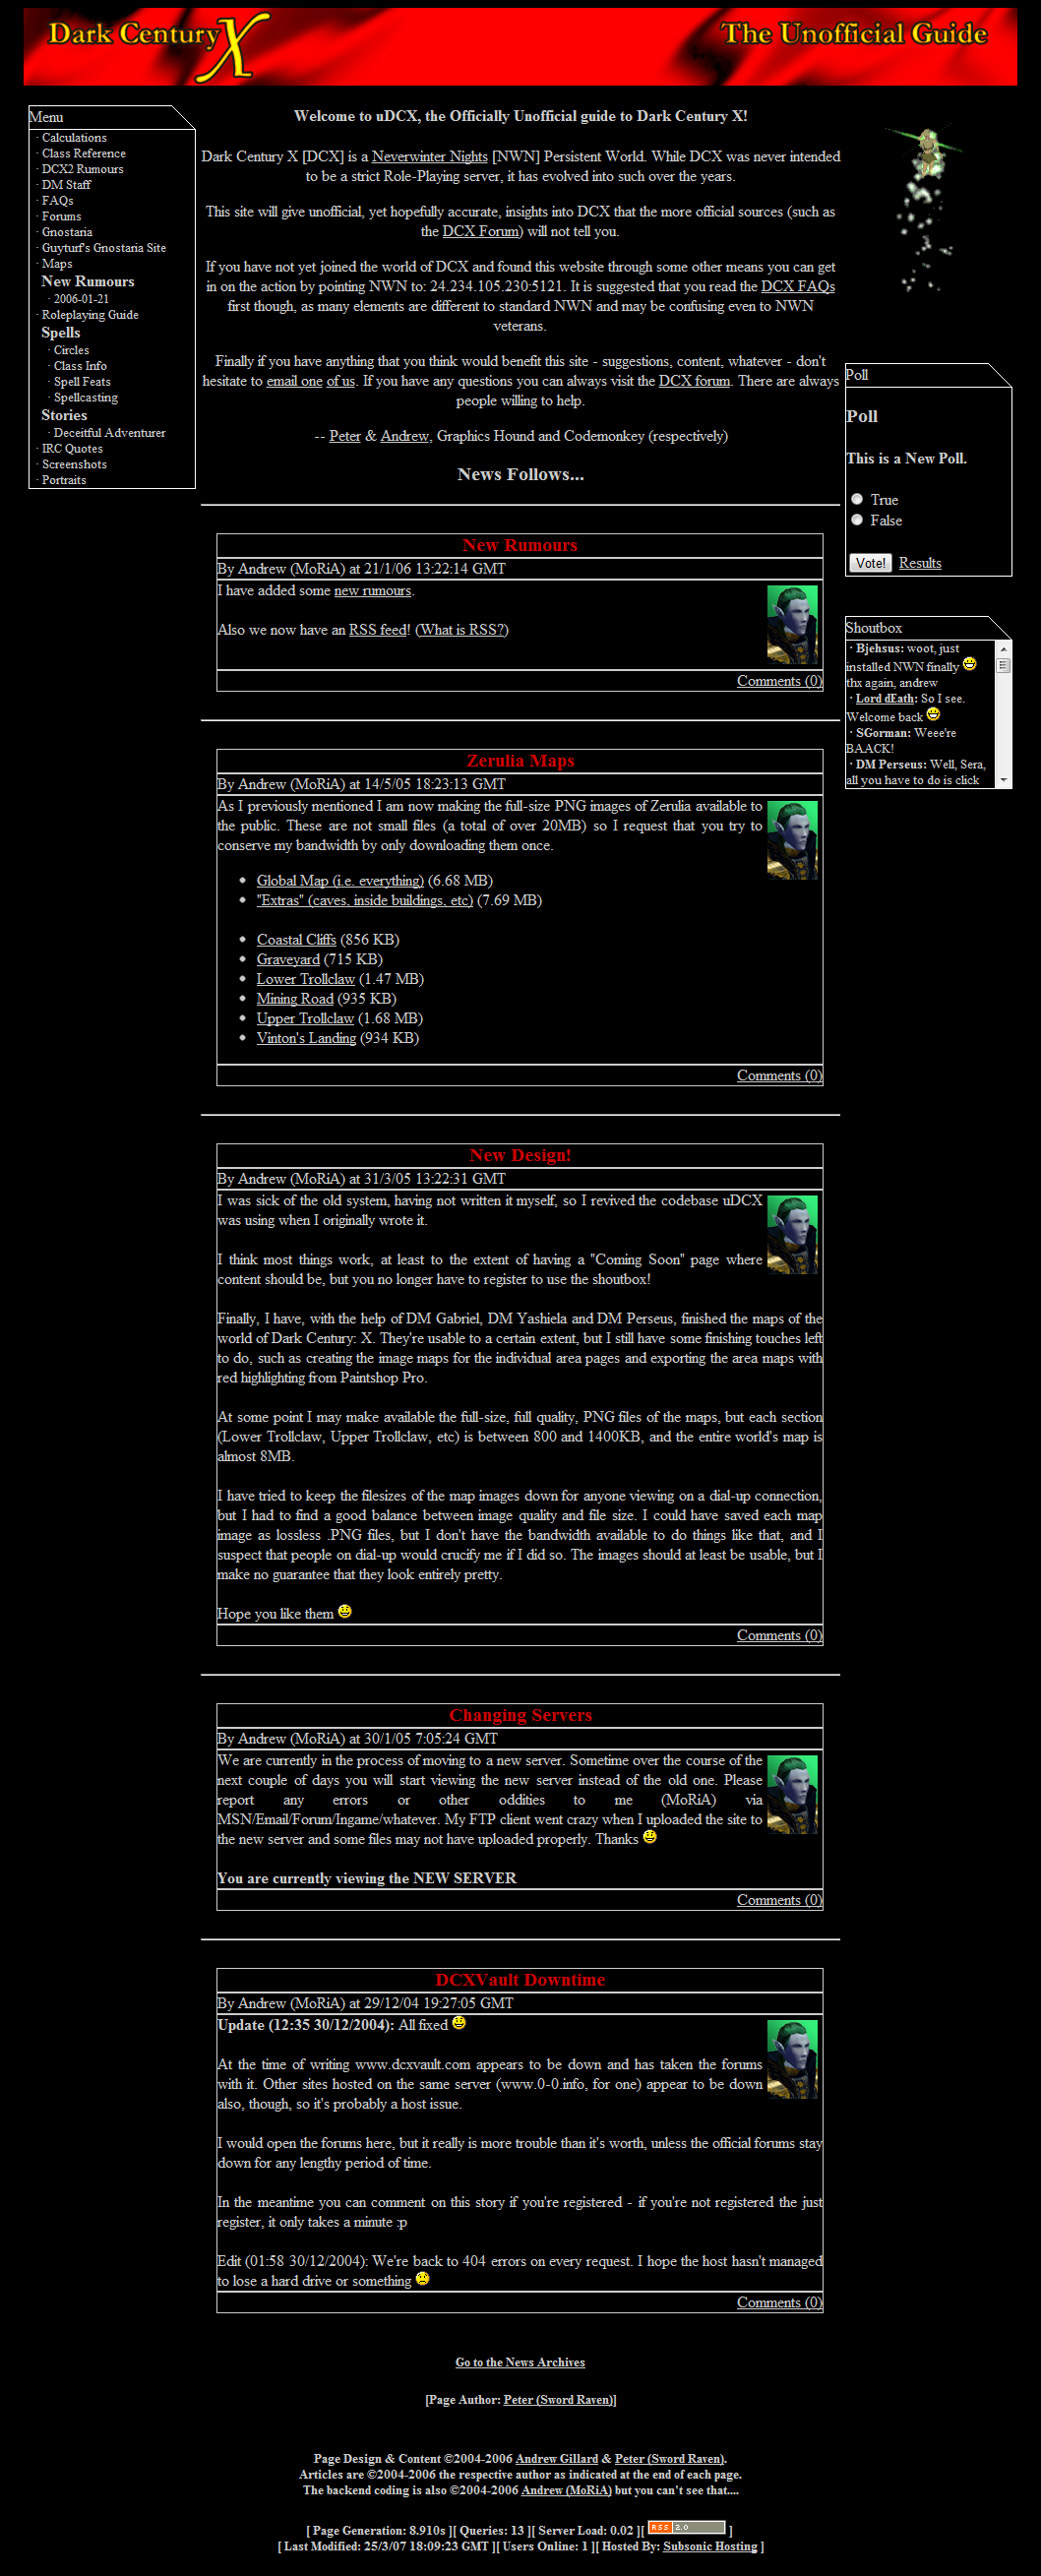 Dark Century X
The Unofficial Guide
Menu
· Calculations
· Class Reference
· DCX2 Rumours
· DM Staff
· FAQs
· Forums
· Gnostaria
· Guyturf's Gnostaria Site
· Maps
New Rumours
· 2006-01-21
· Roleplaying Guide
Spells
· Circles
· Class Info
· Spell Feats
· Spellcasting
Stories
· Deceitful Adventurer
· IRC Quotes
· Screenshots
· Portraits
Welcome to uDCX, the Officially Unofficial guide to Dark Century X!
Dark Century X [DCX] is a Neverwinter Nights [NWN] Persistent World. While DCX was never intended
to be a strict Role-Playing server, it has evolved into such over the years.
This site will give unofficial, yet hopefully accurate, insights into DCX that the more official sources (such as
the DCX Forum) will not tell you.
If you have not yet joined the world of DCX and found this website through some other means you can get
in on the action by pointing NWN to: 24.234.105.230:5121. It is suggested that you read the DCX FAQs
first though, as many elements are different to standard NWN and may be confusing even to NWN
veterans.
Finally if you have anything that you think would benefit this site - suggestions, content, whatever - don't
hesitate to email one of us. If you have any questions you can always visit the DCX forum. There are always
people willing to help.
-- Peter & Andrew, Graphics Hound and Codemonkey (respectively)
News Follows...
New Rumours
By Andrew (MoRiA) at 21/1/06 13:22:14 GMT
I have added some new rumours.
Also we now have an RSS feed! (What is RSS?)
Comments (0)
Zerulia Maps
By Andrew (MoRiA) at 14/5/05 18:23:13 GMT
As I previously mentioned I am now making the full-size PNG images of Zerulia available to
the public. These are not small files (a total of over 20MB) so I request that you try to
conserve my bandwidth by only downloading them once.
• Global Map (i.e. everything) (6.68 MB)
• "Extras" (caves, inside buildings, etc) (7.69 MB)
• Coastal Cliffs (856 KB)
• Graveyard (715 KB)
• Lower Trollclaw (1.47 MB)
• Mining Road (935 KB)
• Upper Trollclaw (1.68 MB)
• Vinton's Landing (934 KB)
Comments (0)
New Design!
By Andrew (MoRiA) at 31/3/05 13:22:31 GMT
I was sick of the old system, having not written it myself, so I revived the codebase uDCX
was using when I originally wrote it.
I think most things work, at least to the extent of having a "Coming Soon" page where
content should be, but you no longer have to register to use the shoutbox!
Finally, I have, with the help of DM Gabriel, DM Yashiela and DM Perseus, finished the maps of the
world of Dark Century: X. They're usable to a certain extent, but I still have some finishing touches left
to do, such as creating the image maps for the individual area pages and exporting the area maps with
red highlighting from Paintshop Pro.
At some point I may make available the full-size, full quality, PNG files of the maps, but each section
(Lower Trollclaw, Upper Trollclaw, etc) is between 800 and 1400KB, and the entire world's map is
almost 8MB.
I have tried to keep the filesizes of the map images down for anyone viewing on a dial-up connection,
but I had to find a good balance between image quality and file size. I could have saved each map
image as lossless .PNG files, but I don't have the bandwidth available to do things like that, and I
suspect that people on dial-up would crucify me if I did so. The images should at least be usable, but I
make no guarantee that they look entirely pretty.
Hope you like them
Comments (0)
Changing Servers
By Andrew (MoRiA) at 30/1/05 7:05:24 GMT
We are currently in the process of moving to a new server. Sometime over the course of the
next couple of days you will start viewing the new server instead of the old one. Please
report any errors or other oddities to me (MoRiA) via
MSN/Email/Forum/Ingame/whatever. My FTP client went crazy when I uploaded the site to
the new server and some files may not have uploaded properly. Thanks
You are currently viewing the NEW SERVER
Comments (0)
DCXVault Downtime
By Andrew (MoRiA) at 29/12/04 19:27:05 GMT
Update (12:35 30/12/2004): All fixed
At the time of writing www.dcxvault.com appears to be down and has taken the forums
with it. Other sites hosted on the same server (www.0-0.info, for one) appear to be down
also, though, so it's probably a host issue.
I would open the forums here, but it really is more trouble than it's worth, unless the official forums stay
down for any lengthy period of time.
In the meantime you can comment on this story if you're registered - if you're not registered the just
register, it only takes a minute :p
Edit (01:58 30/12/2004): We're back to 404 errors on every request. I hope the host hasn't managed
to lose a hard drive or something
Comments (0)
Poll
Poll
This is a New Poll.
True
False
Vote! Results
Shoutbox
· Bjehsus: woot, just
installed NWN finally
thx again, andrew
· Lord dEath: So I see.
Welcome back
· SGorman: Weee're
BAACK!
· DM Perseus: Well, Sera,
all you have to do is click
Go to the News Archives
[Page Author: Peter (Sword Raven)]
Page Design & Content ©2004-2006 Andrew Gillard & Peter (Sword Raven).
Articles are ©2004-2006 the respective author as indicated at the end of each page.
The backend coding is also ©2004-2006 Andrew (MoRiA) but you can't see that....
[ Page Generation: 8.910s ][ Queries: 13 ][ Server Load: 0.02 ][ RSS 2.0 ]
[ Last Modified: 25/3/07 18:09:23 GMT ][ Users Online: 1 ][ Hosted By: Subsonic Hosting ]